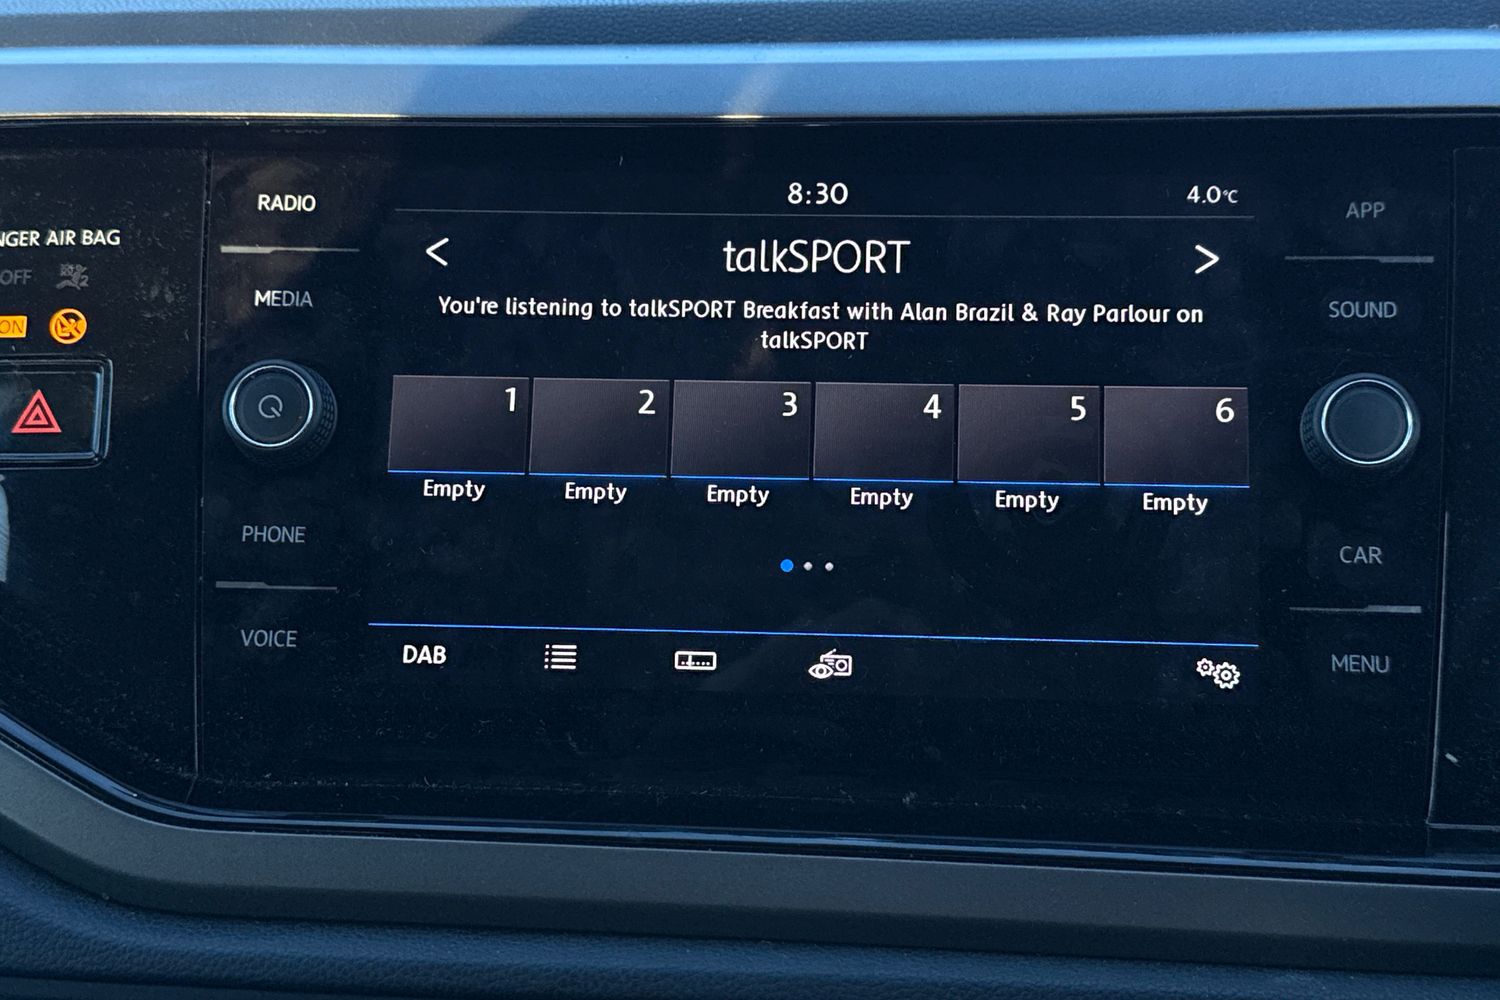 RADIO
8:30
4.0°C
APP
NGER AIR BAG
<
talkSPORT
>
OFF
MEDIA
SOUND
You're listening to talkSPORT Breakfast with Alan Brazil & Ray Parlour on
talkSPORT
ON
1
2
3
4
5
6
Empty
Empty
Empty
Empty
Empty
Empty
PHONE
CAR
VOICE
DAB
MENU